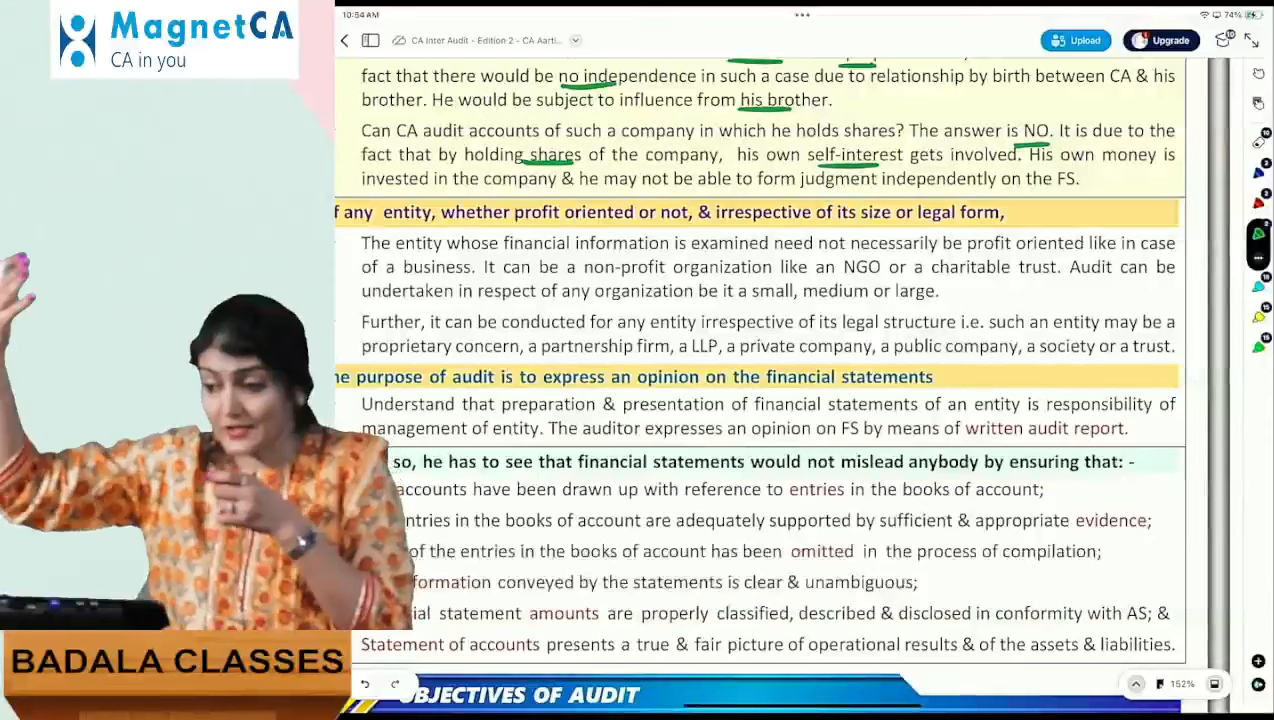 10:54 AM
74%
MagnetCA
CA in you
CA Inter Audit - Edition 2 - CA Aarti...
Upload
Upgrade
fact that there would be no independence in such a case due to relationship by birth between CA & his
brother. He would be subject to influence from his brother.
Can CA audit accounts of such a company in which he holds shares? The answer is NO. It is due to the
fact that by holding shares of the company, his own self-interest gets involved. His own money is
invested in the company & he may not be able to form judgment independently on the FS.
f any entity, whether profit oriented or not, & irrespective of its size or legal form,
The entity whose financial information is examined need not necessarily be profit oriented like in case
of a business. It can be a non-profit organization like an NGO or a charitable trust. Audit can be
undertaken in respect of any organization be it a small, medium or large.
Further, it can be conducted for any entity irrespective of its legal structure i.e. such an entity may be a
proprietary concern, a partnership firm, a LLP, a private company, a public company, a society or a trust.
he purpose of audit is to express an opinion on the financial statements
Understand that preparation & presentation of financial statements of an entity is responsibility of
management of entity. The auditor expresses an opinion on FS by means of written audit report.
so, he has to see that financial statements would not mislead anybody by ensuring that: -
accounts have been drawn up with reference to entries in the books of account;
entries in the books of account are adequately supported by sufficient & appropriate evidence;
of the entries in the books of account has been omitted in the process of compilation;
formation conveyed by the statements is clear & unambiguous;
ial statement amounts are properly classified, described & disclosed in conformity with AS; &
Statement of accounts presents a true & fair picture of operational results & of the assets & liabilities.
BADALA CLASSES
OBJECTIVES OF AUDIT
152%